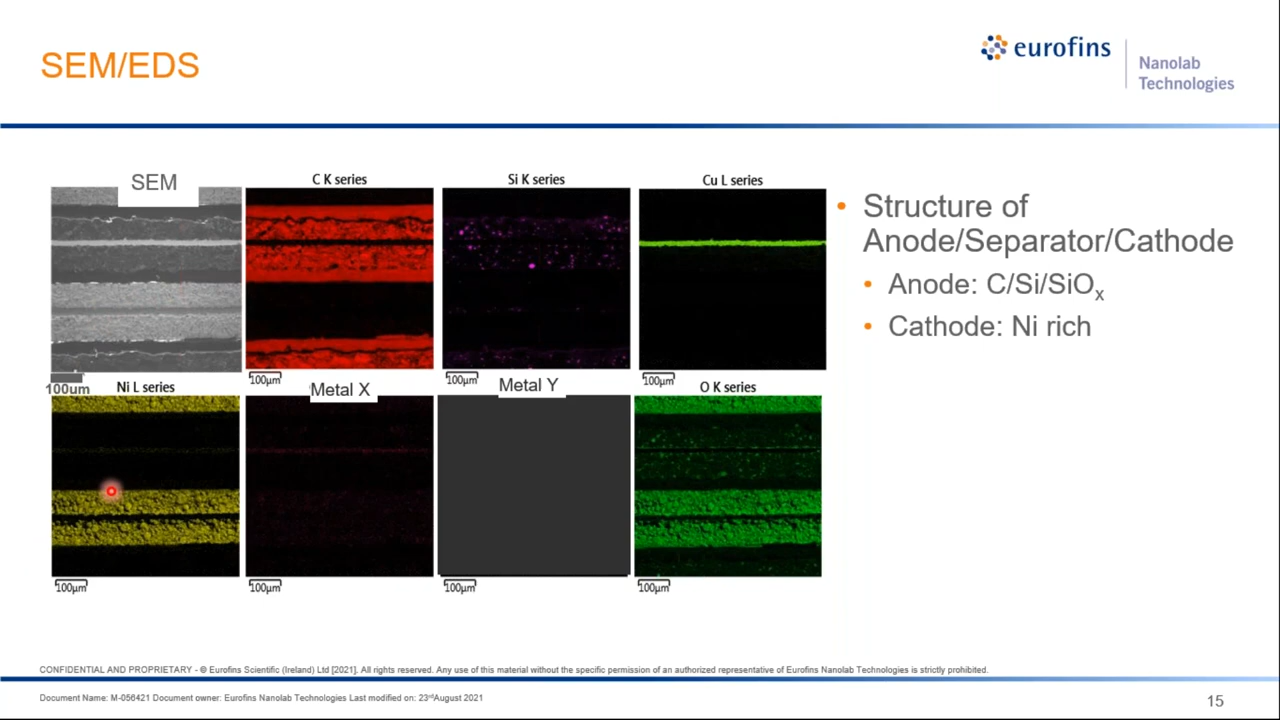 SEM/EDS
eurofins
Nanolab
Technologies
SEM
C K series
Si K series
Cu L series
100um
100µm
100µm
100µm
Ni L series
Metal X
Metal Y
O K series
100µm
100µm
100µm
100µm
• Structure of
Anode/Separator/Cathode
• Anode: C/Si/SiOx
• Cathode: Ni rich
CONFIDENTIAL AND PROPRIETARY - © Eurofins Scientific (Ireland) Ltd [2021]. All rights reserved. Any use of this material without the specific permission of an authorized representative of Eurofins Nanolab Technologies is strictly prohibited.
Document Name: M-056421 Document owner: Eurofins Nanolab Technologies Last modified on: 23rdAugust 2021
15